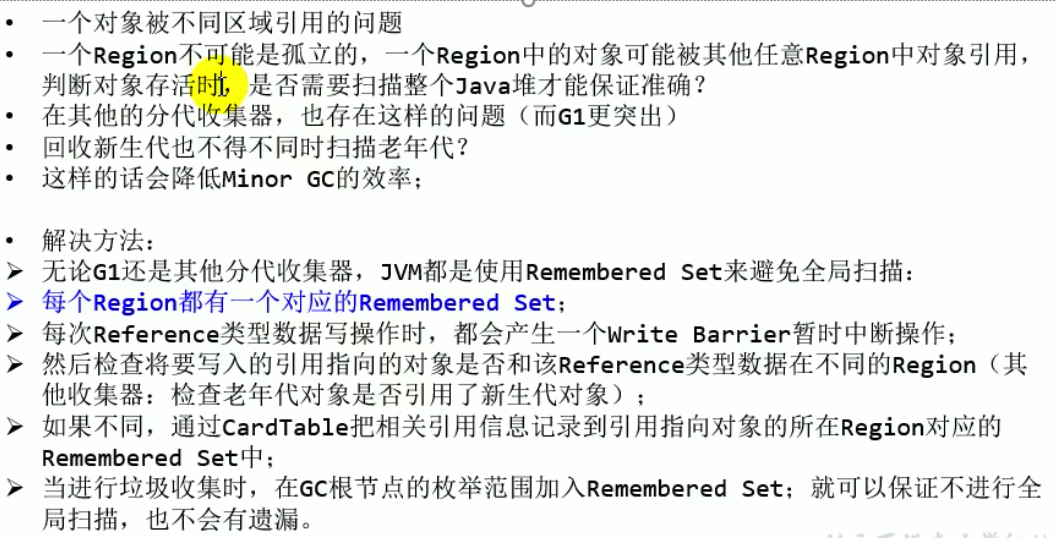 • 一个对象被不同区域引用的问题
• 一个Region不可能是孤立的，一个Region中的对象可能被其他任意Region中对象引用，
判断对象存活时，是否需要扫描整个Java堆才能保证准确？
• 在其他的分代收集器，也存在这样的问题（而G1更突出）
• 回收新生代也不得不同时扫描老年代？
• 这样的话会降低Minor GC的效率；
• 解决方法：
➢ 无论G1还是其他分代收集器，JVM都是使用Remembered Set来避免全局扫描：
➢ 每个Region都有一个对应的Remembered Set；
➢ 每次Reference类型数据写操作时，都会产生一个Write Barrier暂时中断操作；
➢ 然后检查将要写入的引用指向的对象是否和该Reference类型数据在不同的Region（其
他收集器：检查老年代对象是否引用了新生代对象）；
➢ 如果不同，通过CardTable把相关引用信息记录到引用指向对象的所在Region对应的
Remembered Set中；
➢ 当进行垃圾收集时，在GC根节点的枚举范围加入Remembered Set；就可以保证不进行全
局扫描，也不会有遗漏。